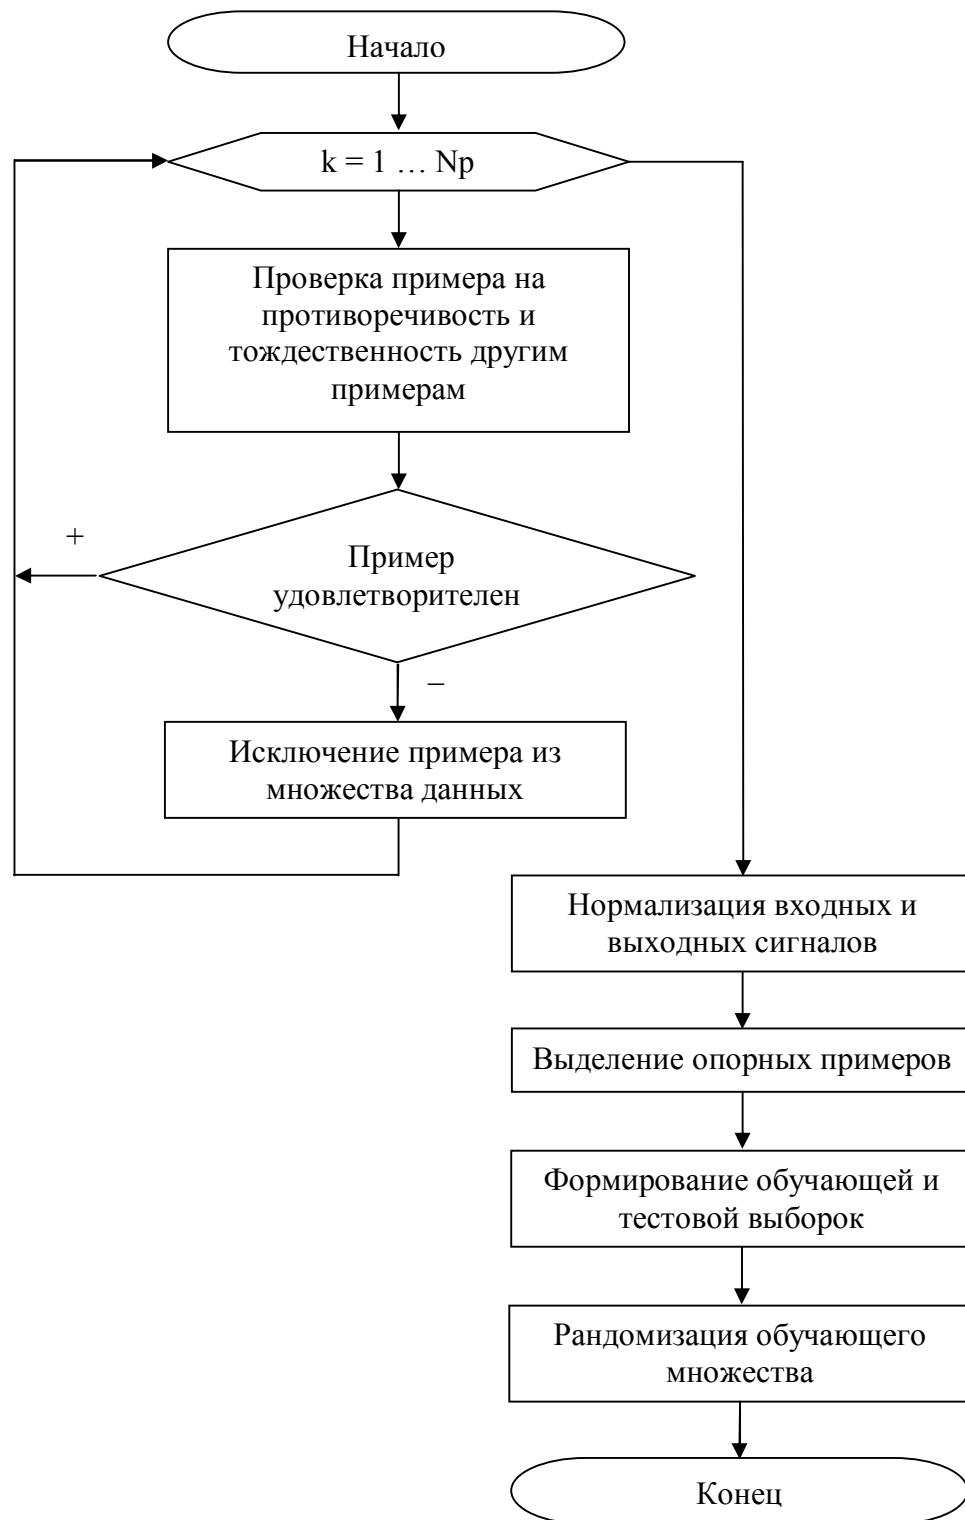 Начало
k = 1 … Np
Проверка примера на
противоречивость и
тождественность другим
примерам
+
Пример
удовлетворителен
–
Исключение примера из
множества данных
Нормализация входных и
выходных сигналов
Выделение опорных примеров
Формирование обучающей и
тестовой выборок
Рандомизация обучающего
множества
Конец